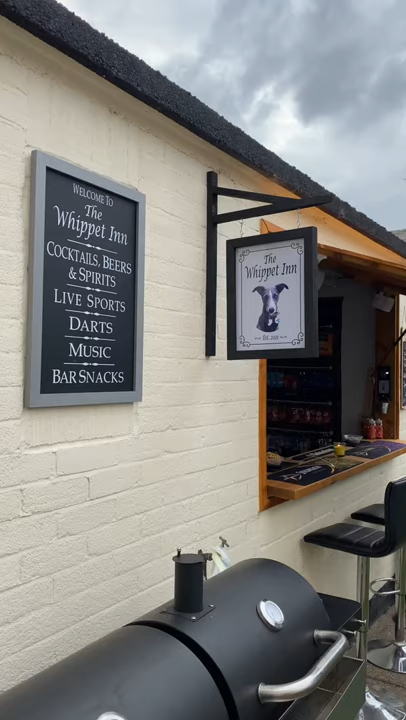 WELCOME TO
The
Whippet Inn
COCKTAILS, BEERS
& SPIRITS
LIVE SPORTS
DARTS
MUSIC
BAR SNACKS
The
Whippet Inn